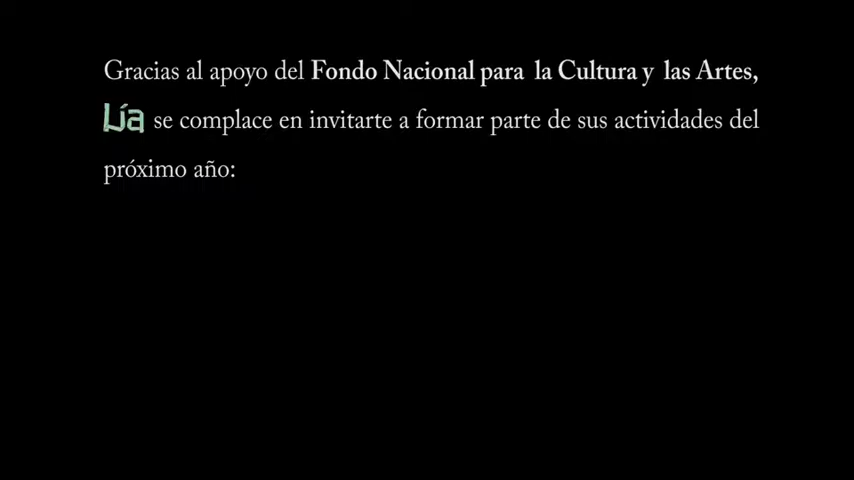 Gracias al apoyo del Fondo Nacional para la Cultura y las Artes,
Lía se complace en invitarte a formar parte de sus actividades del
próximo año: